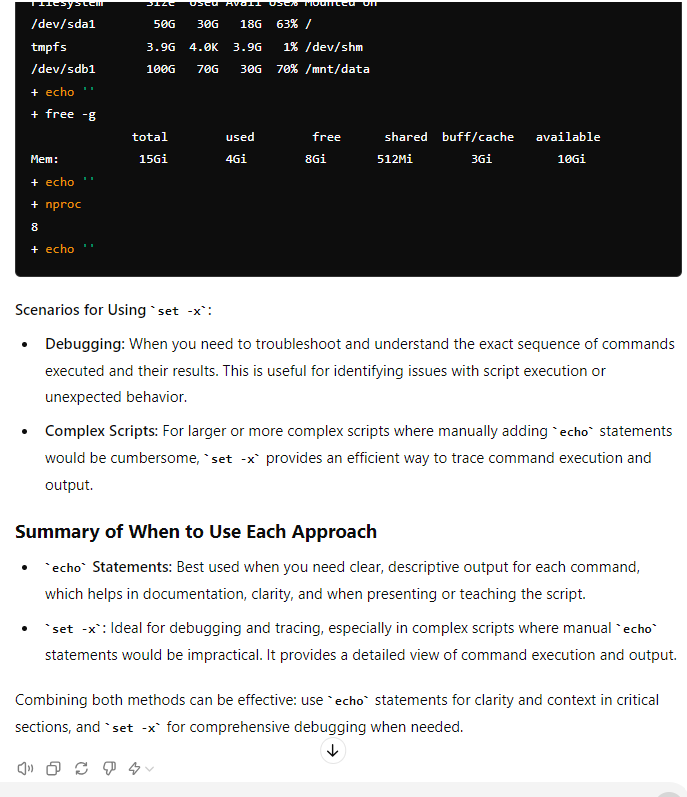 Filesystem Size Used Avail Use% Mounted on
/dev/sda1 50G 30G 18G 63% /
tmpfs 3.9G 4.0K 3.9G 1% /dev/shm
/dev/sdb1 100G 70G 30G 70% /mnt/data
+ echo ''
+ free -g
total used free shared buff/cache available
Mem: 15Gi 4Gi 8Gi 512Mi 3Gi 10Gi
+ echo ''
+ nproc
8
+ echo ''
Scenarios for Using `set -x`:
• Debugging: When you need to troubleshoot and understand the exact sequence of commands
executed and their results. This is useful for identifying issues with script execution or
unexpected behavior.
• Complex Scripts: For larger or more complex scripts where manually adding `echo` statements
would be cumbersome, `set -x` provides an efficient way to trace command execution and
output.
Summary of When to Use Each Approach
• `echo` Statements: Best used when you need clear, descriptive output for each command,
which helps in documentation, clarity, and when presenting or teaching the script.
• `set -x`: Ideal for debugging and tracing, especially in complex scripts where manual `echo`
statements would be impractical. It provides a detailed view of command execution and output.
Combining both methods can be effective: use `echo` statements for clarity and context in critical
sections, and `set -x` for comprehensive debugging when needed.